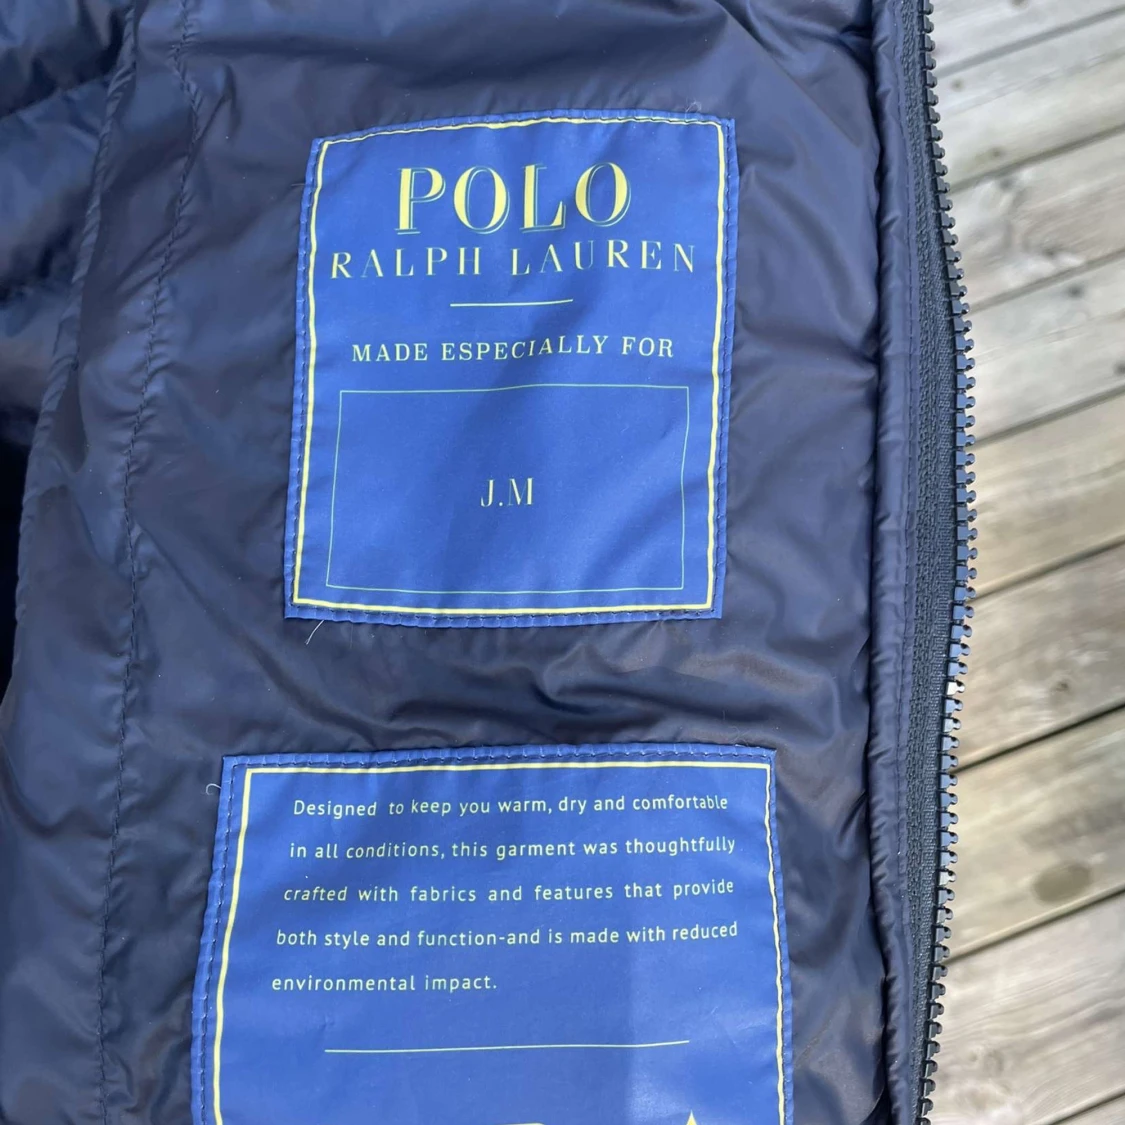 POLO
RALPH LAUREN
MADE ESPECIALLY FOR
J.M
Designed to keep you warm, dry and comfortable
in all conditions, this garment was thoughtfully
crafted with fabrics and features that provide
both style and function-and is made with reduced
environmental impact.